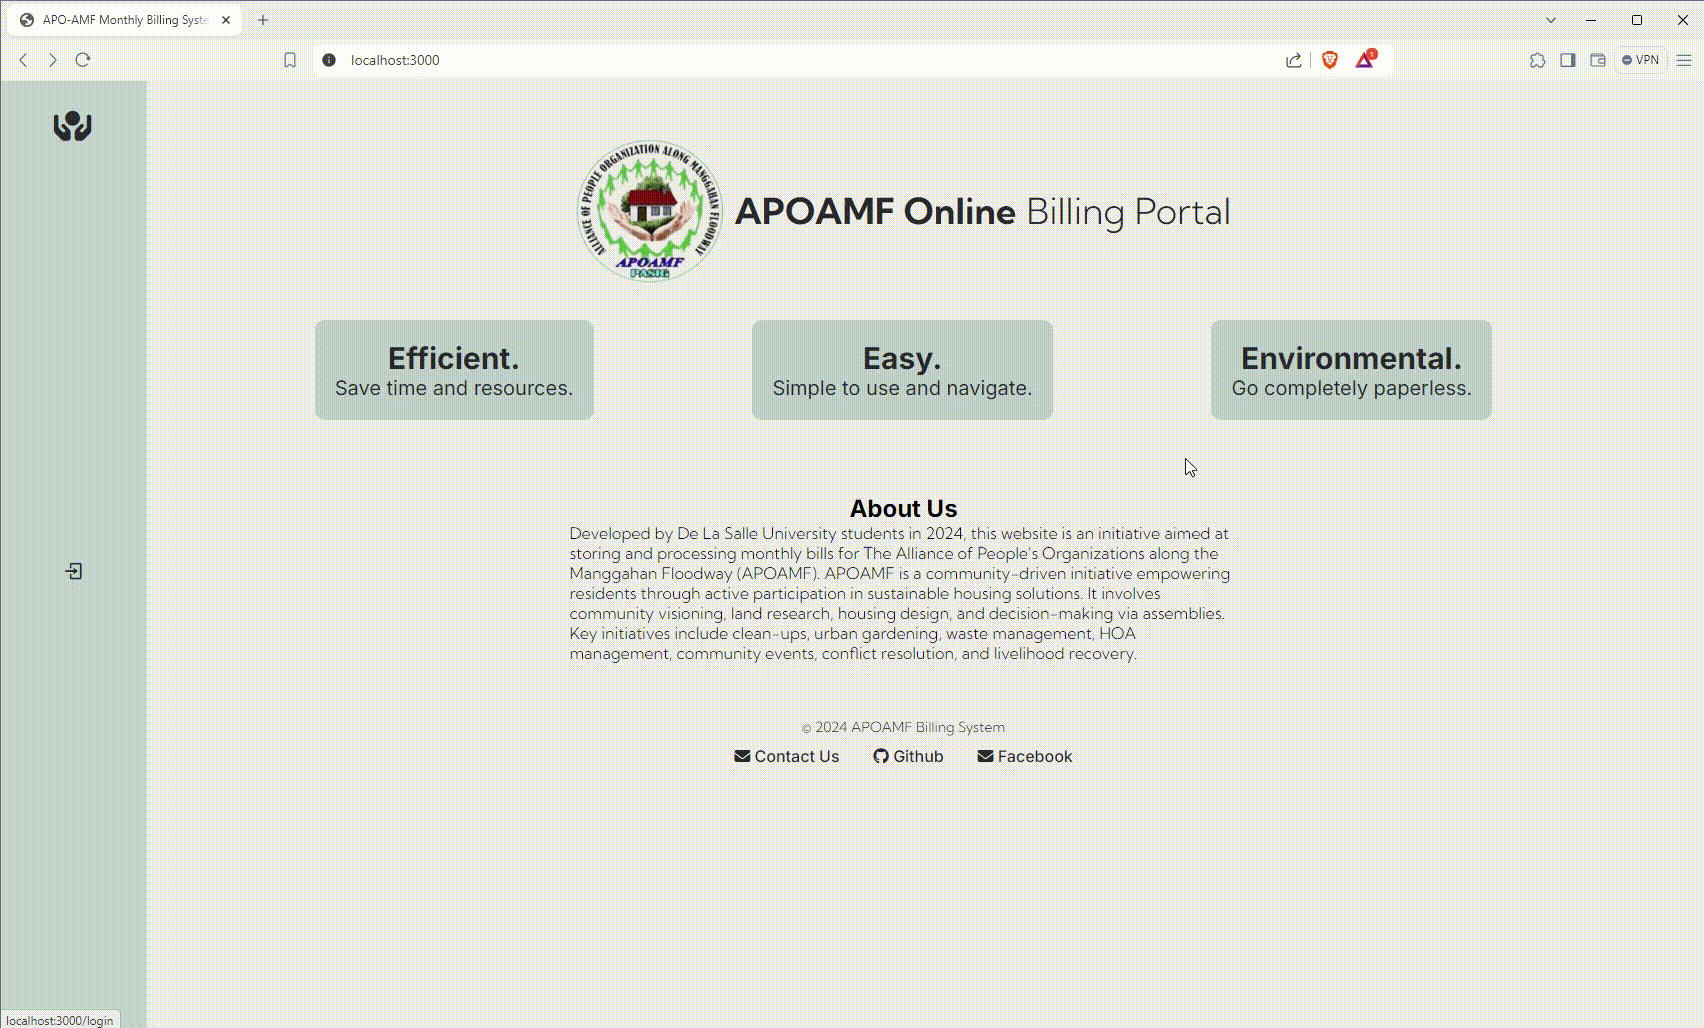 APO-AMF Monthly Billing Syste
localhost:3000
1
VPN
ALLIANCE OF PEOPLE ORGANIZATION ALONG MANGGAHAN FLOODWAY
APOAMF
PASIG
APOAMF Online Billing Portal
Efficient.
Save time and resources.
Easy.
Simple to use and navigate.
Environmental.
Go completely paperless.
About Us
Developed by De La Salle University students in 2024, this website is an initiative aimed at
storing and processing monthly bills for The Alliance of People's Organizations along the
Manggahan Floodway (APOAMF). APOAMF is a community-driven initiative empowering
residents through active participation in sustainable housing solutions. It involves
community visioning, land research, housing design, and decision-making via assemblies.
Key initiatives include clean-ups, urban gardening, waste management, HOA
management, community events, conflict resolution, and livelihood recovery.
© 2024 APOAMF Billing System
Contact Us Github Facebook
localhost:3000/login